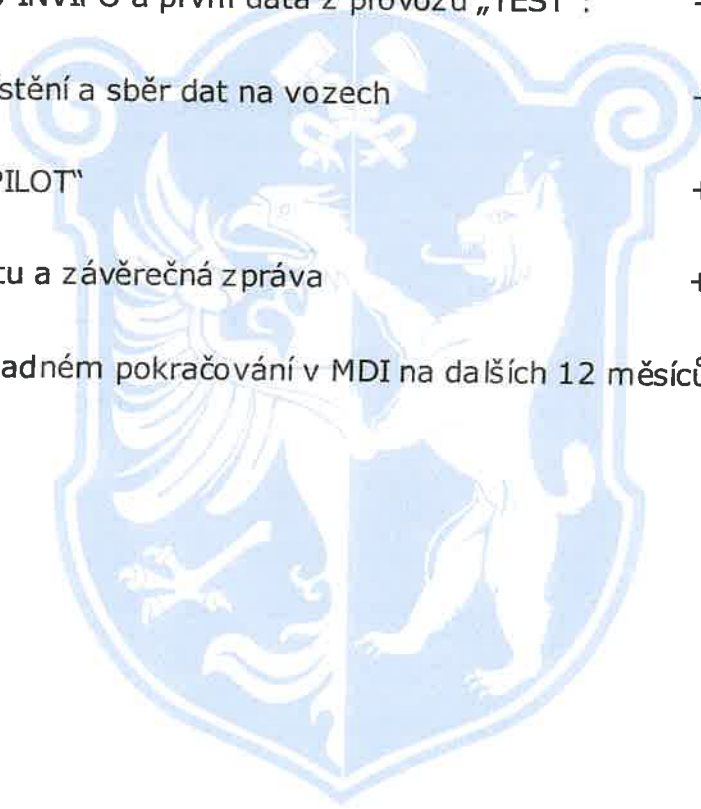 INVIPO a první data z provozu „TEST“:
stění a sběr dat na vozech -
PILOT“ +
tu a závěrečná zpráva +
adném pokračování v MDI na dalších 12 měsíců